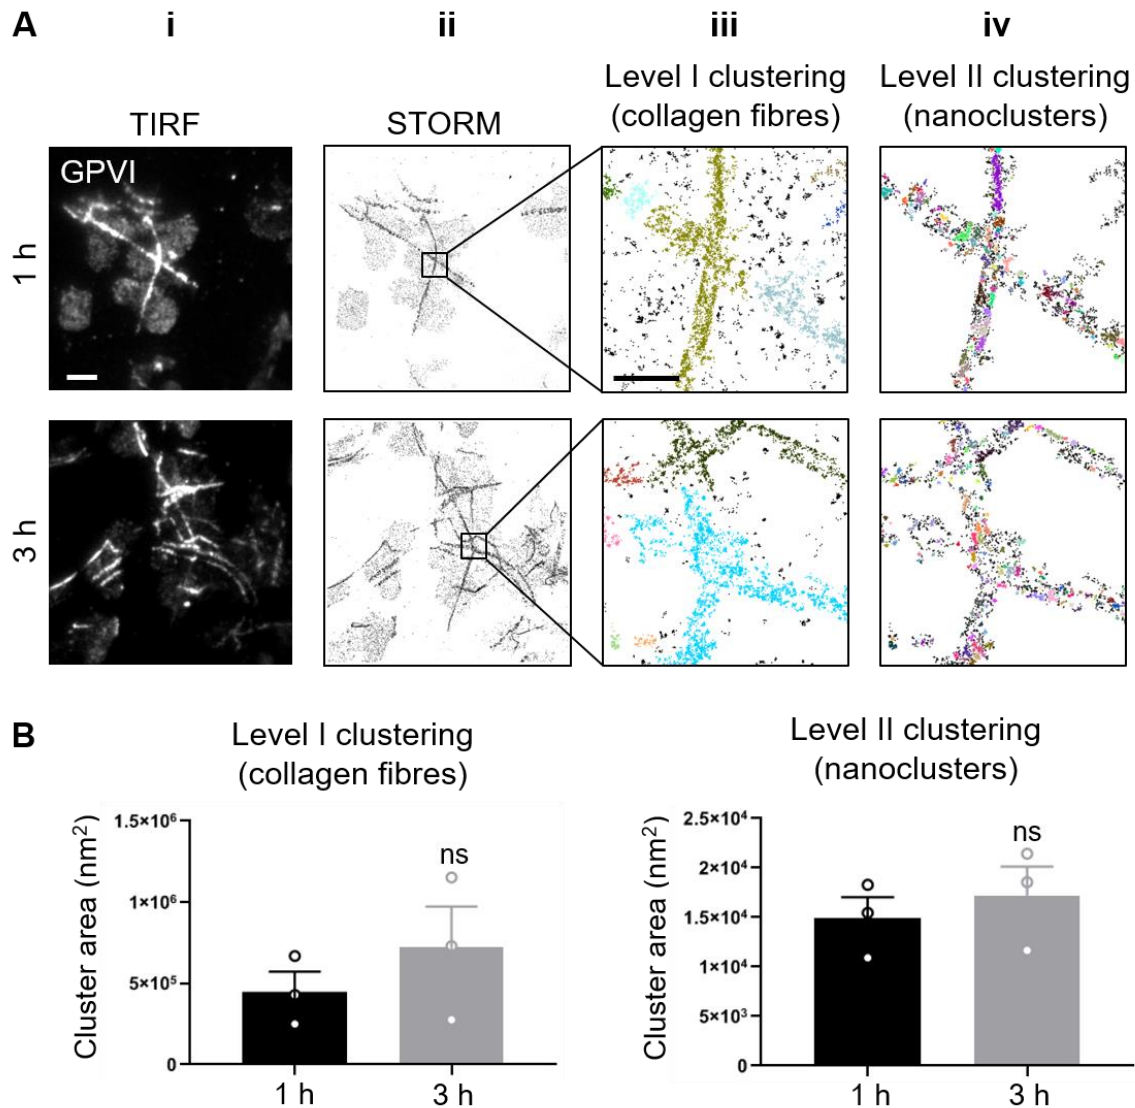 A
i
ii
iii
iv
TIRF
STORM
Level I clustering
(collagen fibres)
Level II clustering
(nanoclusters)
GPVI
1 h
3 h
B
Level I clustering
(collagen fibres)
Cluster area (nm²)
1.5×10⁶
1×10⁶
5×10⁵
0
ns
1 h
3 h
Level II clustering
(nanoclusters)
Cluster area (nm²)
2.5×10⁴
2×10⁴
1.5×10⁴
1×10⁴
5×10³
0
ns
1 h
3 h